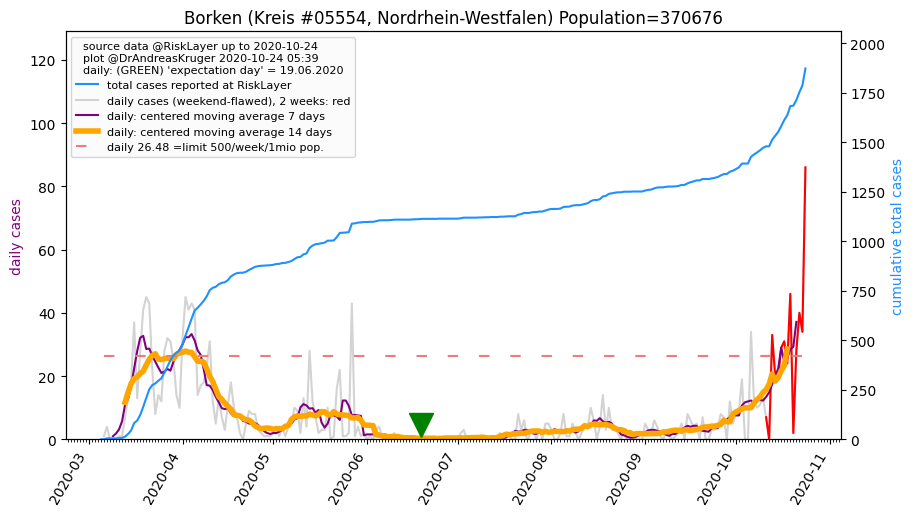 Borken (Kreis #05554, Nordrhein-Westfalen) Population=370676
source data @RiskLayer up to 2020-10-24
plot @DrAndreasKruger 2020-10-24 05:39
daily: (GREEN) 'expectation day' = 19.06.2020
total cases reported at RiskLayer
daily cases (weekend-flawed), 2 weeks: red
daily: centered moving average 7 days
daily: centered moving average 14 days
daily 26.48 =limit 500/week/1mio pop.
daily cases
120
100
80
60
40
20
0
cumulative total cases
2000
1750
1500
1250
1000
750
500
250
0
2020-03
2020-04
2020-05
2020-06
2020-07
2020-08
2020-09
2020-10
2020-11